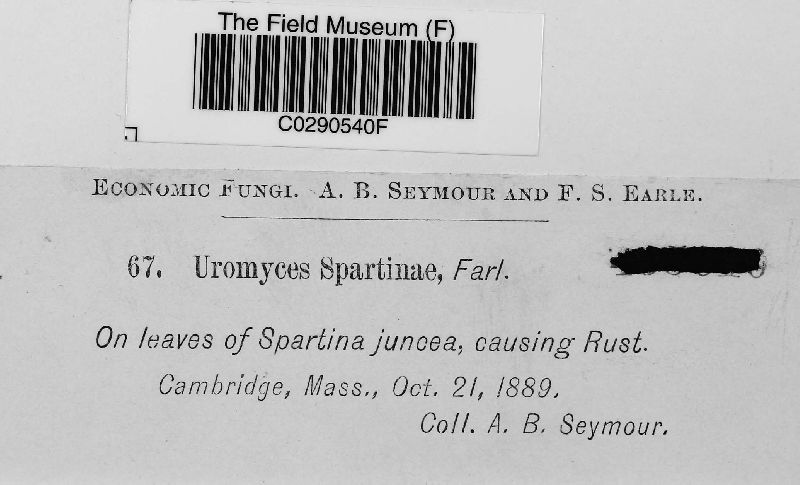 The Field Museum (F)
C0290540F
Economic Fungi. A. B. Seymour and F. S. Earle.
67. Uromyces Spartinae, Farl.
On leaves of Spartina juncea, causing Rust.
Cambridge, Mass., Oct. 21, 1889.
Coll. A. B. Seymour.